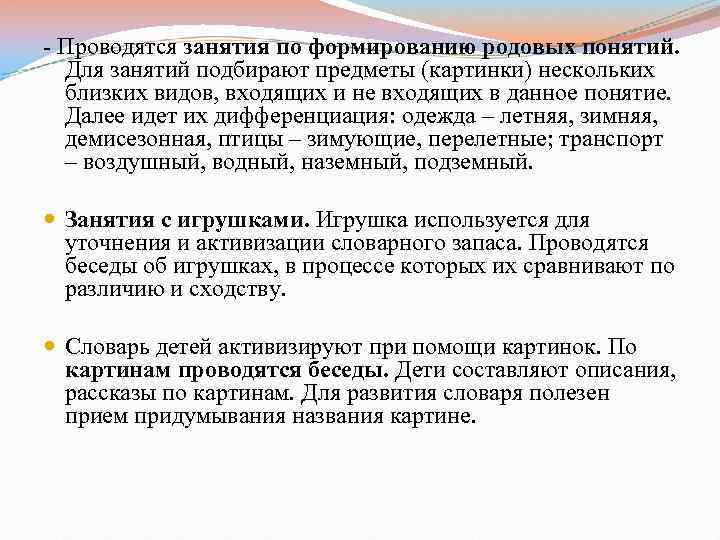 - Проводятся занятия по формированию родовых понятий.
Для занятий подбирают предметы (картинки) нескольких
близких видов, входящих и не входящих в данное понятие.
Далее идет их дифференциация: одежда – летняя, зимняя,
демисезонная, птицы – зимующие, перелетные; транспорт
– воздушный, водный, наземный, подземный.
• Занятия с игрушками. Игрушка используется для
уточнения и активизации словарного запаса. Проводятся
беседы об игрушках, в процессе которых их сравнивают по
различию и сходству.
• Словарь детей активизируют при помощи картинок. По
картинам проводятся беседы. Дети составляют описания,
рассказы по картинам. Для развития словаря полезен
прием придумывания названия картине.